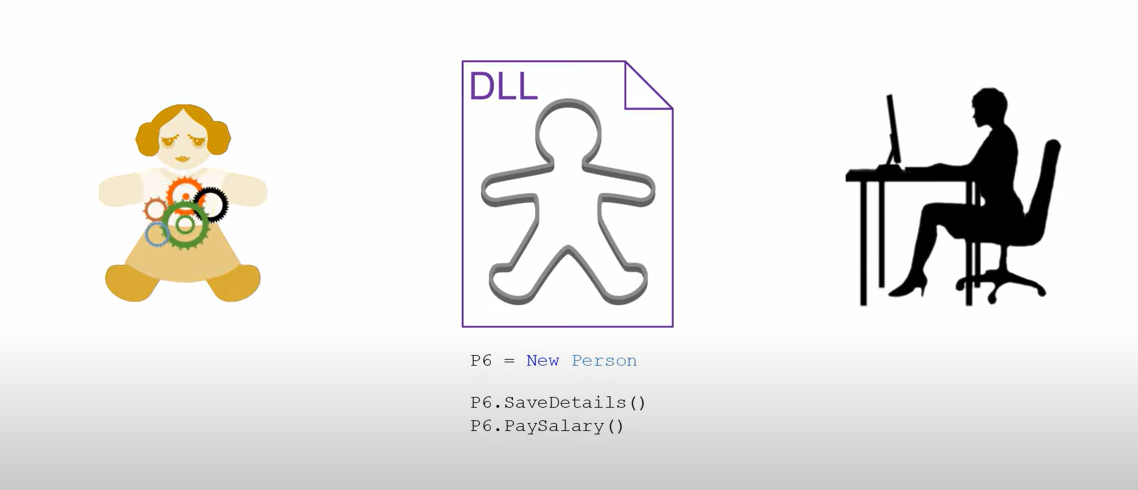 DLL
P6 = New Person
P6.SaveDetails()
P6.PaySalary()